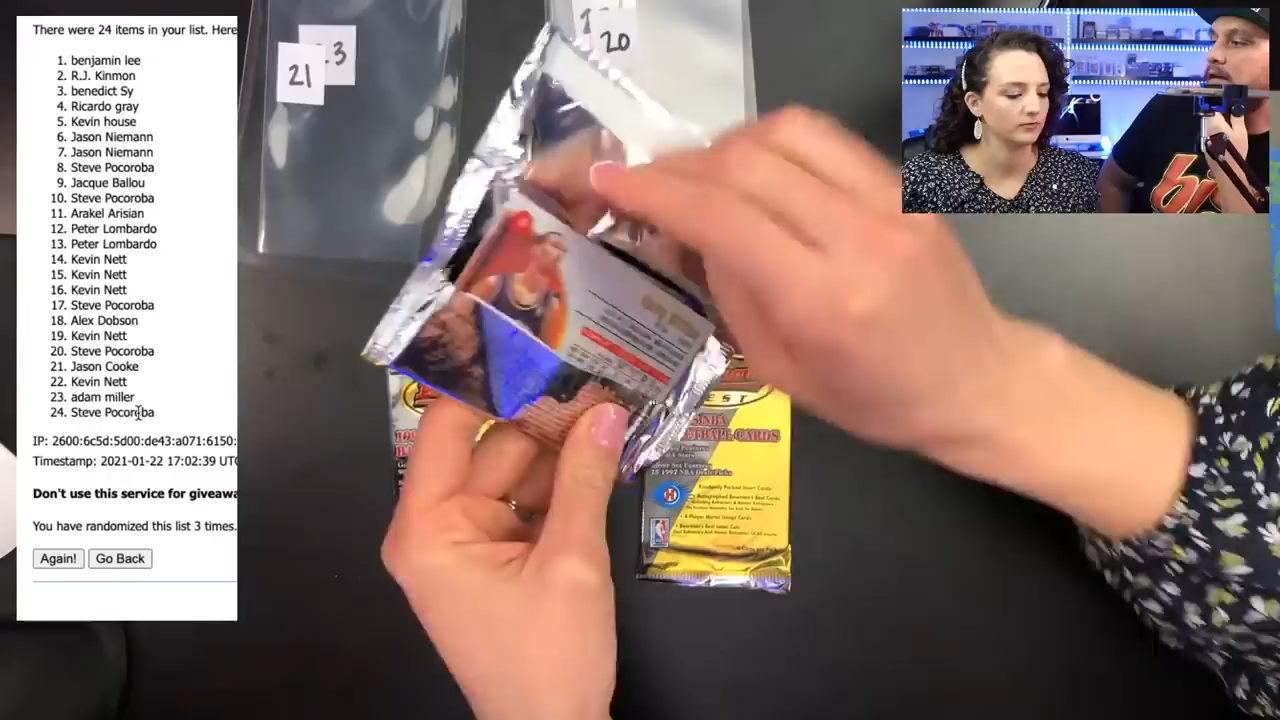 There were 24 items in your list. Here
1. benjamin lee
2. R.J. Kinmon
3. benedict Sy
4. Ricardo gray
5. Kevin house
6. Jason Niemann
7. Jason Niemann
8. Steve Pocoroba
9. Jacque Ballou
10. Steve Pocoroba
11. Arakel Arisian
12. Peter Lombardo
13. Peter Lombardo
14. Kevin Nett
15. Kevin Nett
16. Kevin Nett
17. Steve Pocoroba
18. Alex Dobson
19. Kevin Nett
20. Steve Pocoroba
21. Jason Cooke
22. Kevin Nett
23. adam miller
24. Steve Pocoroba
IP: 2600:6c5d:5d00:de43:a071:6150:
Timestamp: 2021-01-22 17:02:39 UTC
Don't use this service for giveawa
You have randomized this list 3 times.
Again! Go Back
21
3
20
EST
NBA